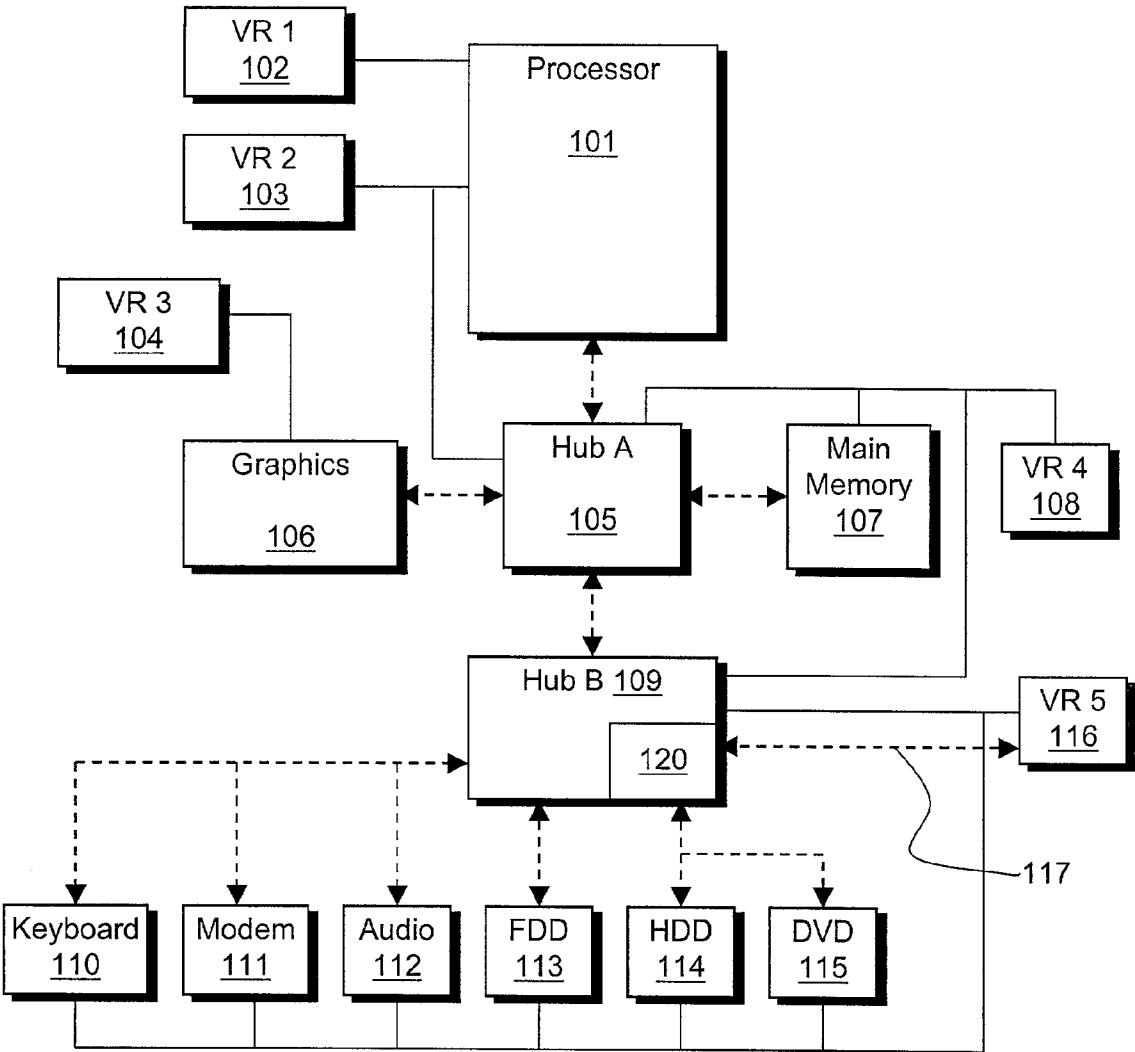 VR 1
102
Processor
101
VR 2
103
VR 3
104
Graphics
106
Hub A
105
Main
Memory
107
VR 4
108
Hub B 109
120
VR 5
116
117
Keyboard
110
Modem
111
Audio
112
FDD
113
HDD
114
DVD
115